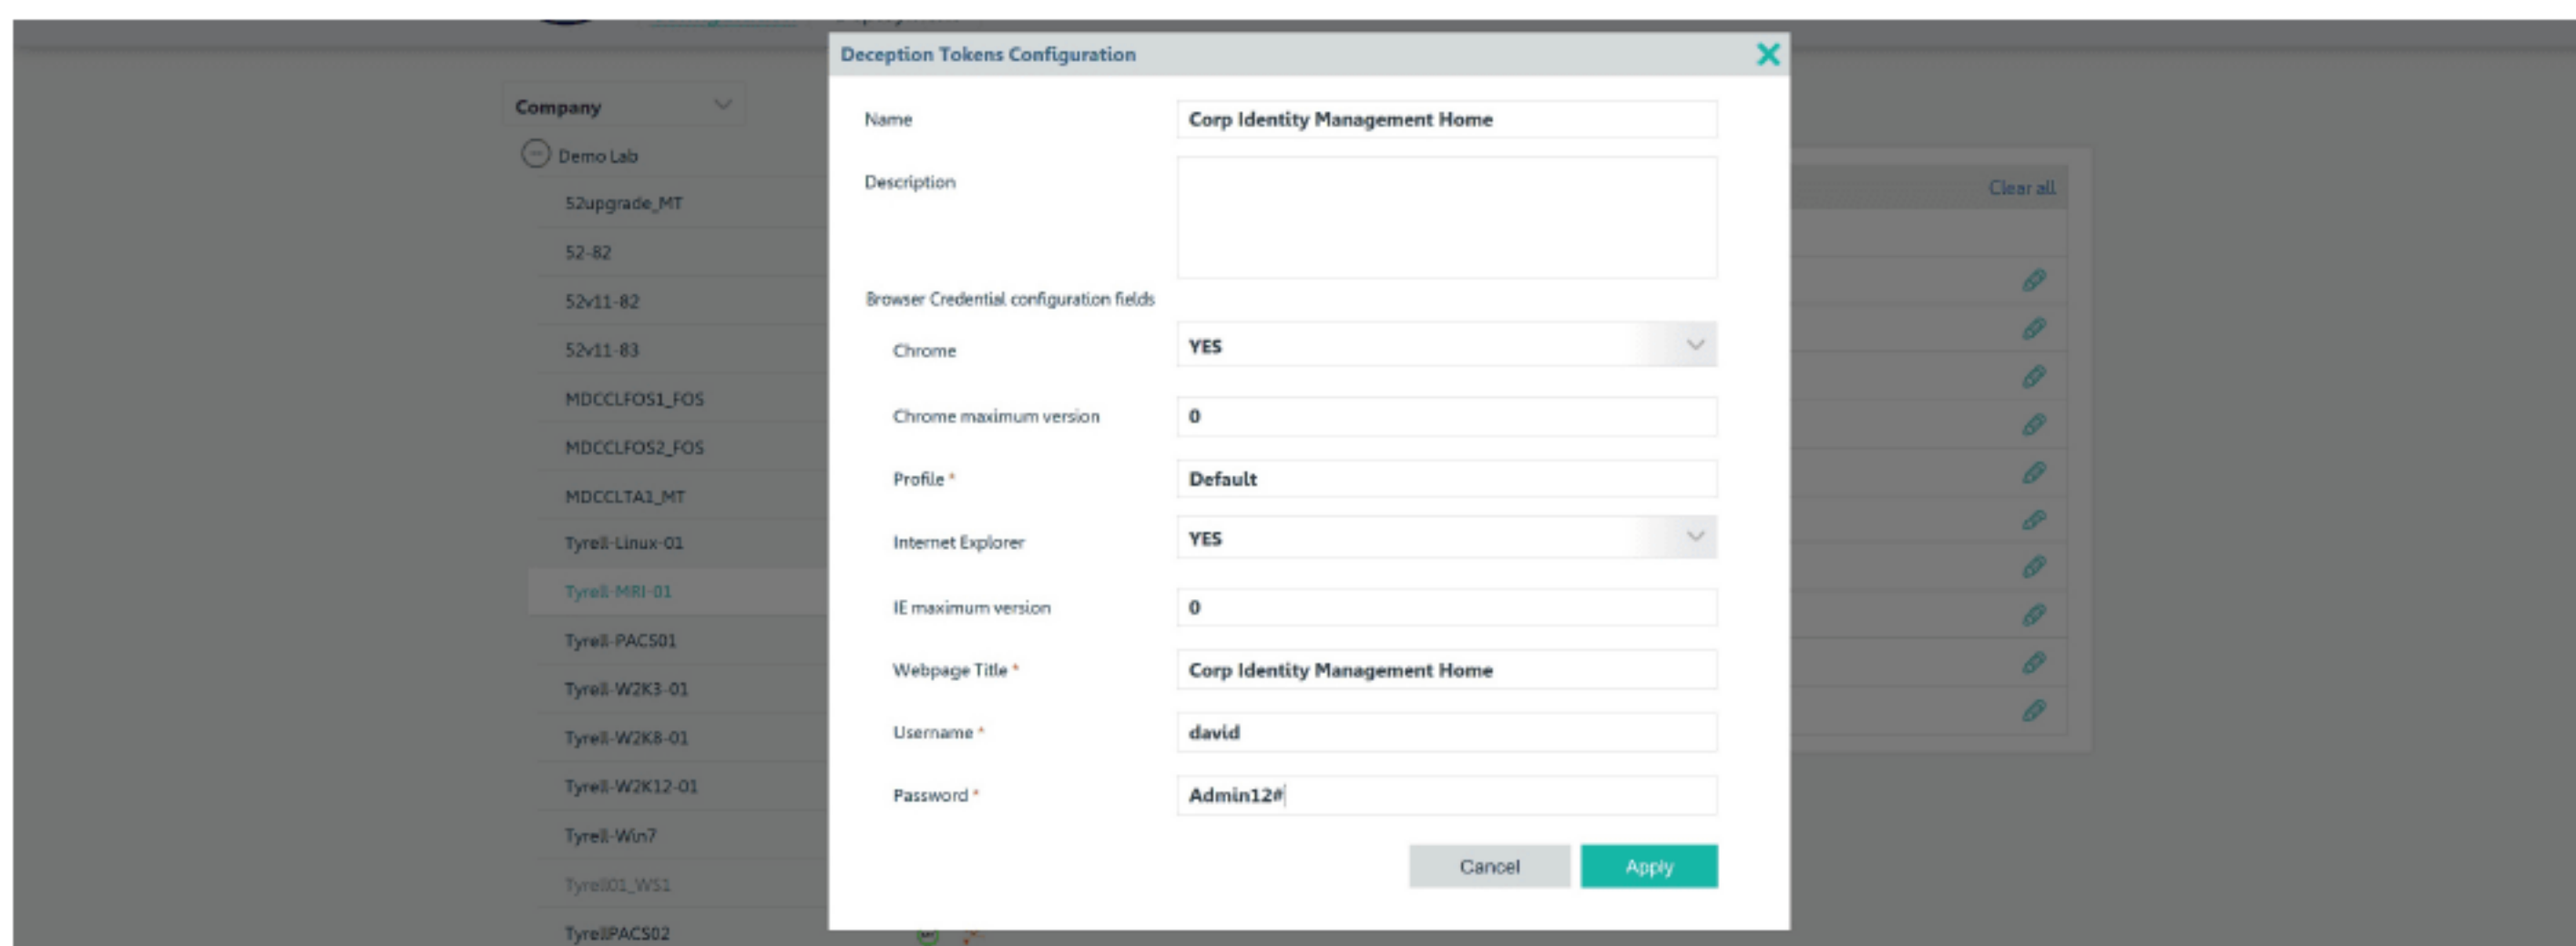 Deception Tokens Configuration
Company
Demo Lab
52upgrade_MT
52-82
52v11-82
52v11-83
MDCCLFOS1_FOS
MDCCLFOS2_FOS
MDCCLTA1_MT
Tyrell-Linux-01
Tyrell-MRI-01
Tyrell-PACS01
Tyrell-W2K3-01
Tyrell-W2K8-01
Tyrell-W2K12-01
Tyrell-Win7
Tyrell01_WS1
TyrellPACS02
Name Corp Identity Management Home
Description
Browser Credential configuration fields
Chrome YES
Chrome maximum version 0
Profile * Default
Internet Explorer YES
IE maximum version 0
Webpage Title * Corp Identity Management Home
Username * david
Password * Admin12#
Cancel Apply
Clear all